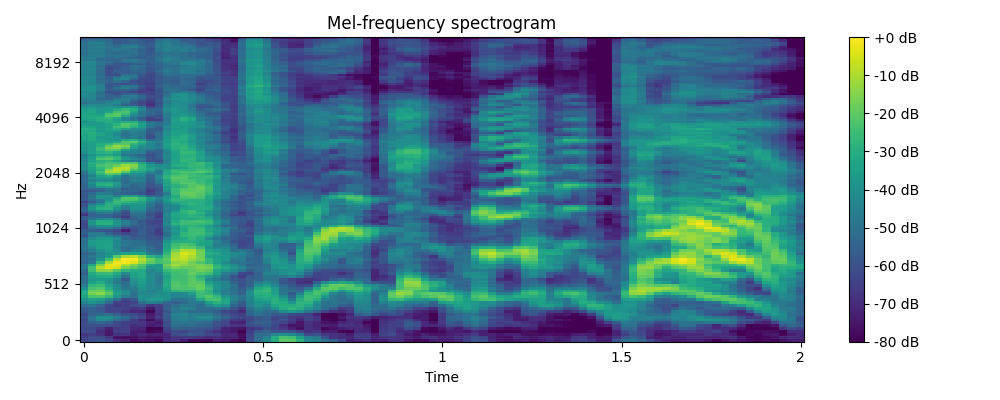 Mel-frequency spectrogram
+0 dB
8192
-10 dB
4096
-20 dB
-30 dB
2048
Hz
-40 dB
1024
-50 dB
-60 dB
512
-70 dB
0
-80 dB
0 0.5 1 1.5 2
Time